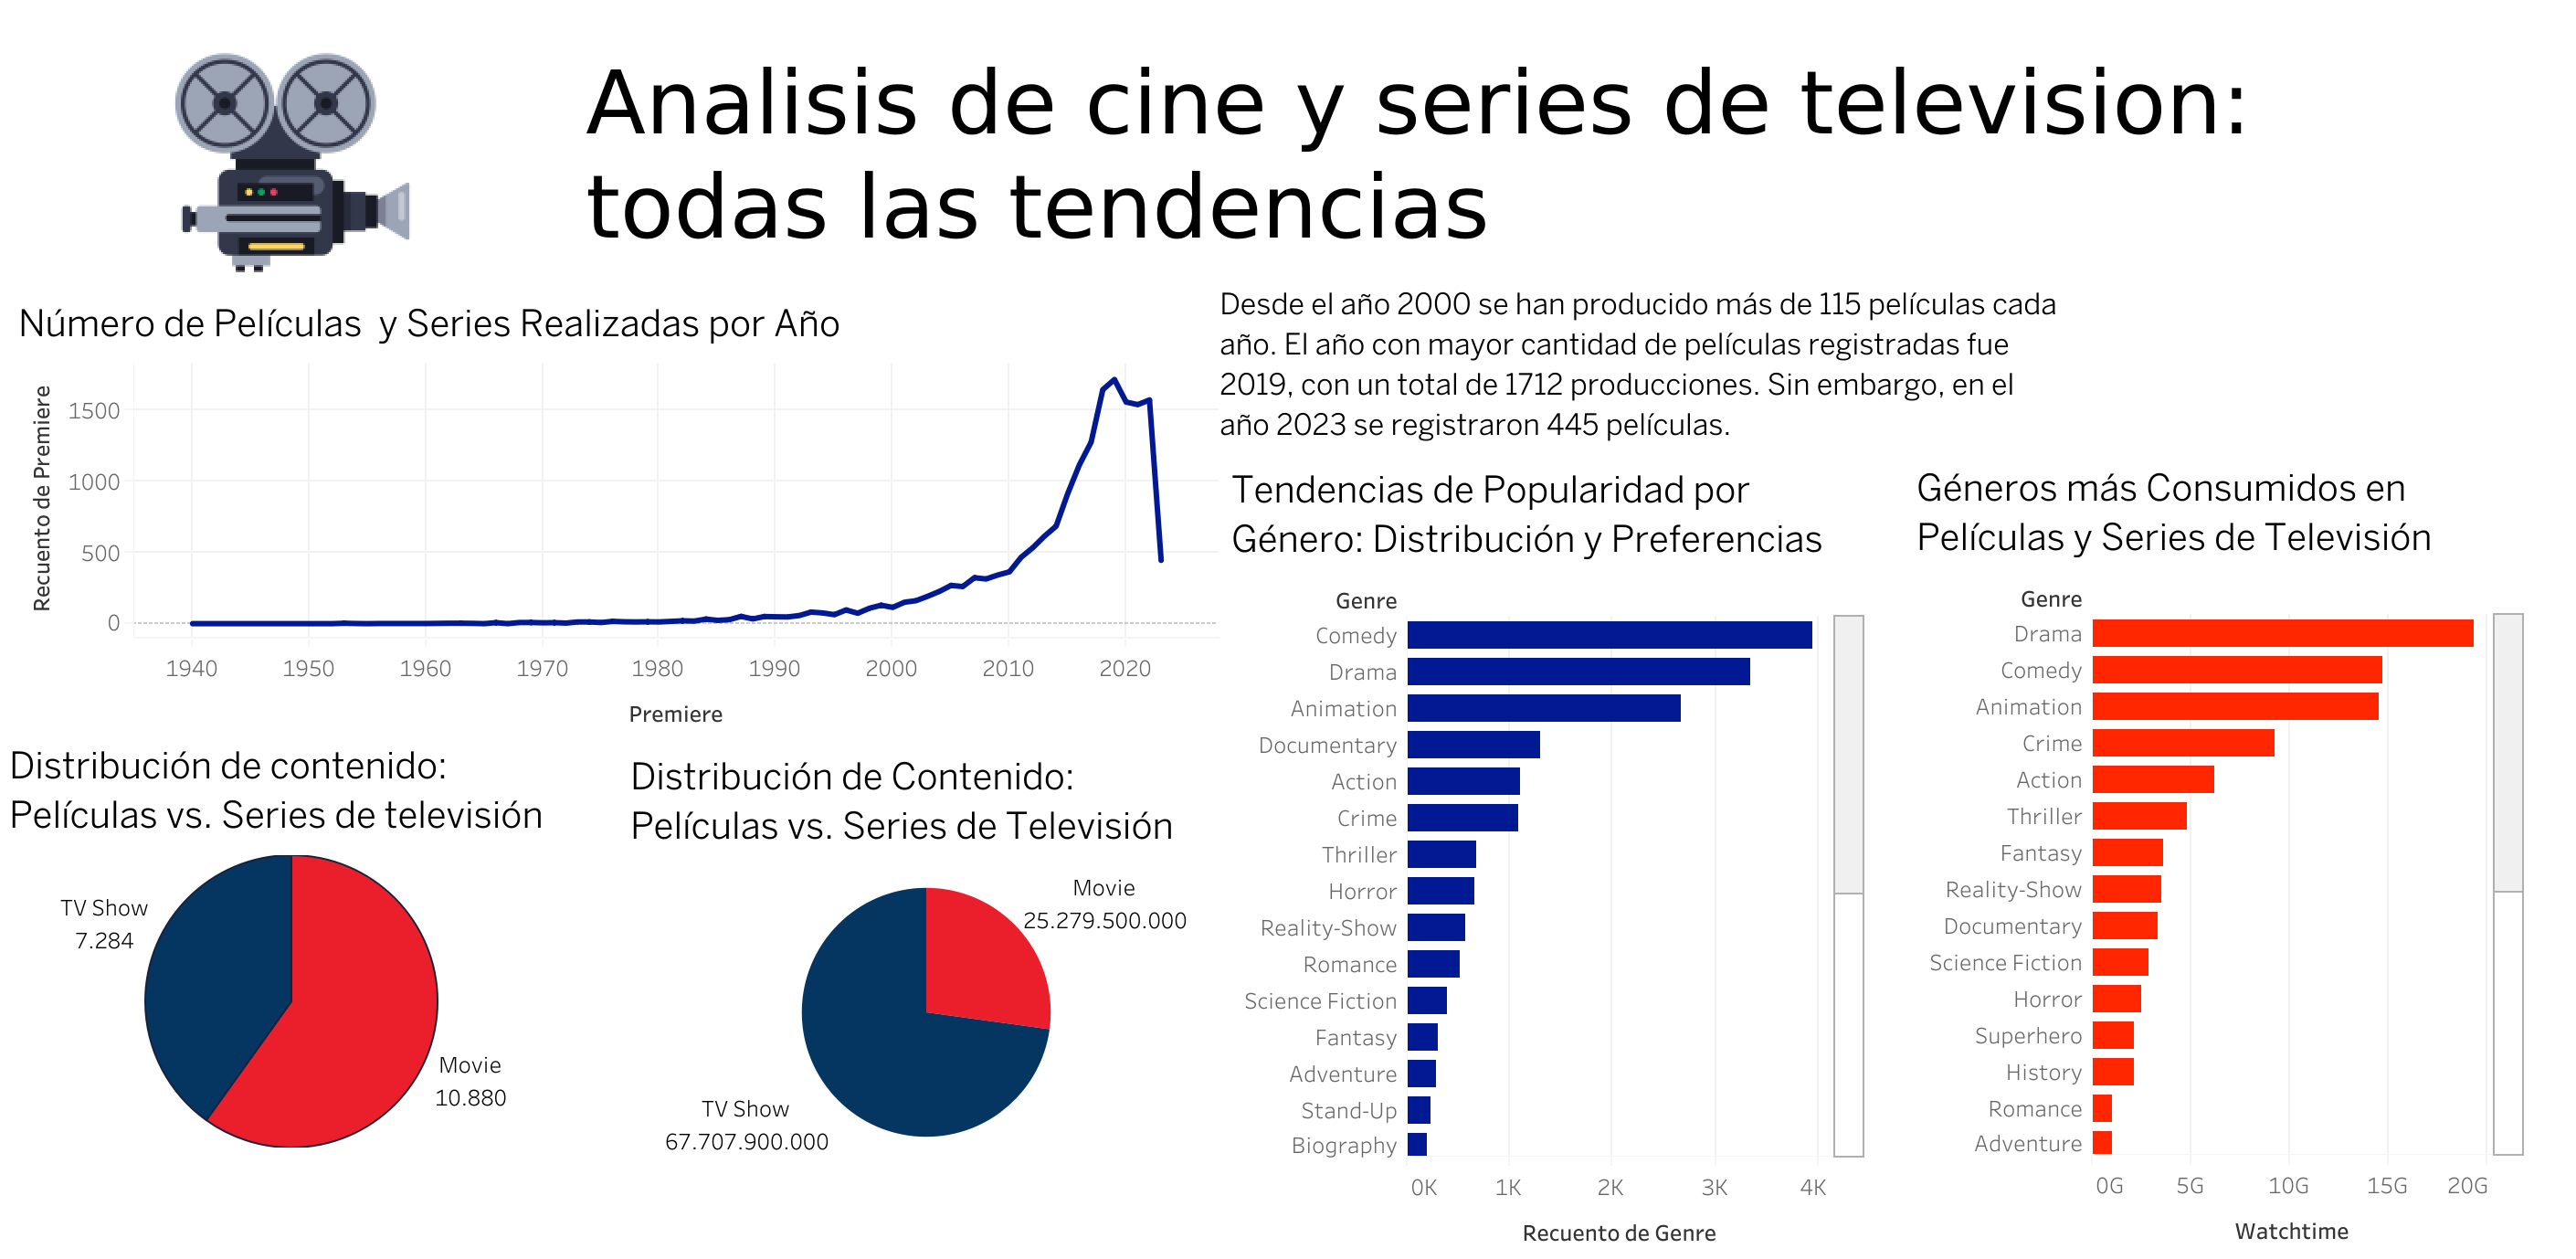 Analisis de cine y series de television:
todas las tendencias
Número de Películas  y Series Realizadas por Año
Recuento de Premiere
1500
1000
500
0
1940 1950 1960 1970 1980 1990 2000 2010 2020
Premiere
Desde el año 2000 se han producido más de 115 películas cada
año. El año con mayor cantidad de películas registradas fue
2019, con un total de 1712 producciones. Sin embargo, en el
año 2023 se registraron 445 películas.
Distribución de contenido:
Películas vs. Series de televisión
TV Show
7.284
Movie
10.880
Distribución de Contenido:
Películas vs. Series de Televisión
Movie
25.279.500.000
TV Show
67.707.900.000
Tendencias de Popularidad por
Género: Distribución y Preferencias
Genre
Comedy
Drama
Animation
Documentary
Action
Crime
Thriller
Horror
Reality-Show
Romance
Science Fiction
Fantasy
Adventure
Stand-Up
Biography
0K 1K 2K 3K 4K
Recuento de Genre
Géneros más Consumidos en
Películas y Series de Televisión
Genre
Drama
Comedy
Animation
Crime
Action
Thriller
Fantasy
Reality-Show
Documentary
Science Fiction
Horror
Superhero
History
Romance
Adventure
0G 5G 10G 15G 20G
Watchtime